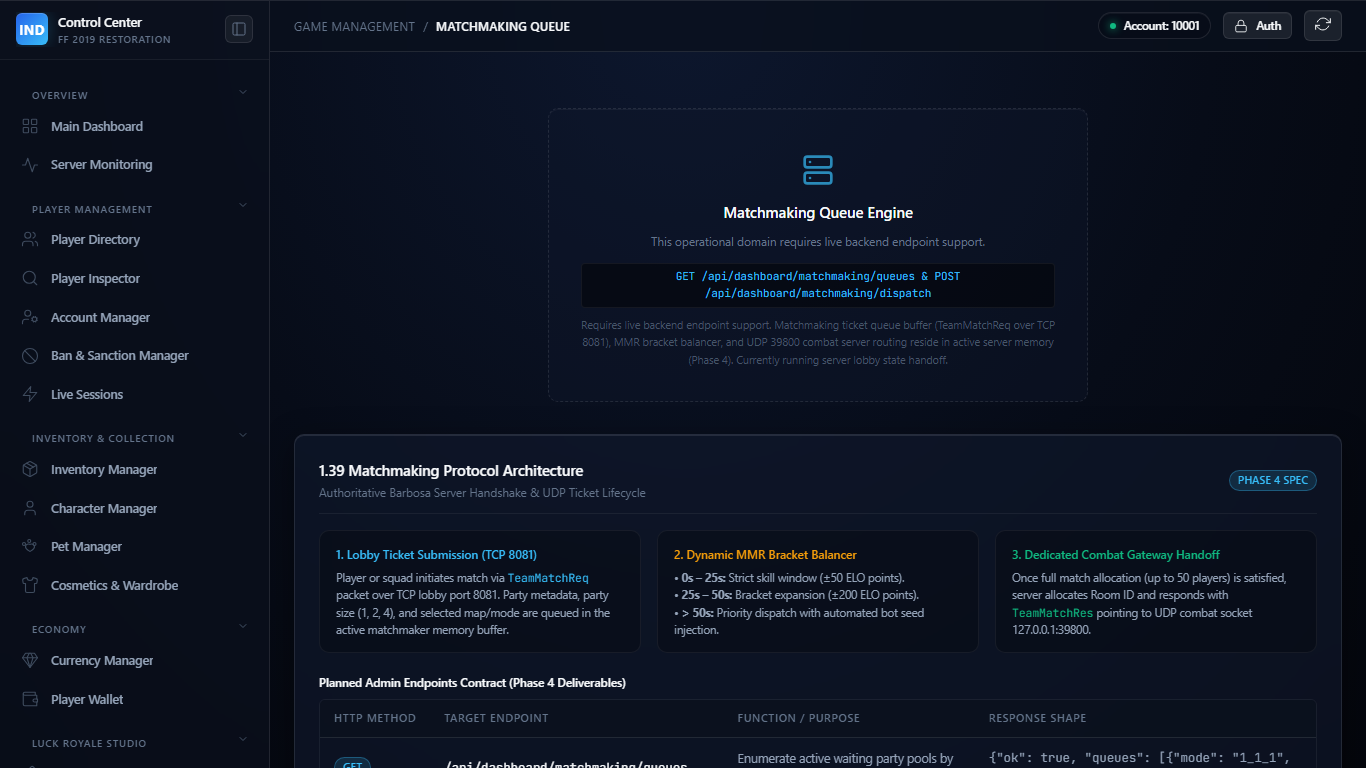 IND
Control Center
FF 2019 RESTORATION
GAME MANAGEMENT / MATCHMAKING QUEUE
Account: 10001
Auth
OVERVIEW
Main Dashboard
Server Monitoring
PLAYER MANAGEMENT
Player Directory
Player Inspector
Account Manager
Ban & Sanction Manager
Live Sessions
INVENTORY & COLLECTION
Inventory Manager
Character Manager
Pet Manager
Cosmetics & Wardrobe
ECONOMY
Currency Manager
Player Wallet
LUCK ROYALE STUDIO
Matchmaking Queue Engine
This operational domain requires live backend endpoint support.
GET /api/dashboard/matchmaking/queues & POST
/api/dashboard/matchmaking/dispatch
Requires live backend endpoint support. Matchmaking ticket queue buffer (TeamMatchReq over TCP
8081), MMR bracket balancer, and UDP 39800 combat server routing reside in active server memory
(Phase 4). Currently running server lobby state handoff.
1.39 Matchmaking Protocol Architecture
Authoritative Barbosa Server Handshake & UDP Ticket Lifecycle
PHASE 4 SPEC
1. Lobby Ticket Submission (TCP 8081)
Player or squad initiates match via TeamMatchReq
packet over TCP lobby port 8081. Party metadata, party
size (1, 2, 4), and selected map/mode are queued in the
active matchmaker memory buffer.
2. Dynamic MMR Bracket Balancer
• 0s – 25s: Strict skill window (±50 ELO points).
• 25s – 50s: Bracket expansion (±200 ELO points).
• > 50s: Priority dispatch with automated bot seed
injection.
3. Dedicated Combat Gateway Handoff
Once full match allocation (up to 50 players) is satisfied,
server allocates Room ID and responds with
TeamMatchRes pointing to UDP combat socket
127.0.0.1:39800.
Planned Admin Endpoints Contract (Phase 4 Deliverables)
HTTP METHOD TARGET ENDPOINT FUNCTION / PURPOSE RESPONSE SHAPE
GET /api/dashboard/matchmaking/queues Enumerate active waiting party pools by {"ok": true, "queues": [{"mode": "1_1_1",